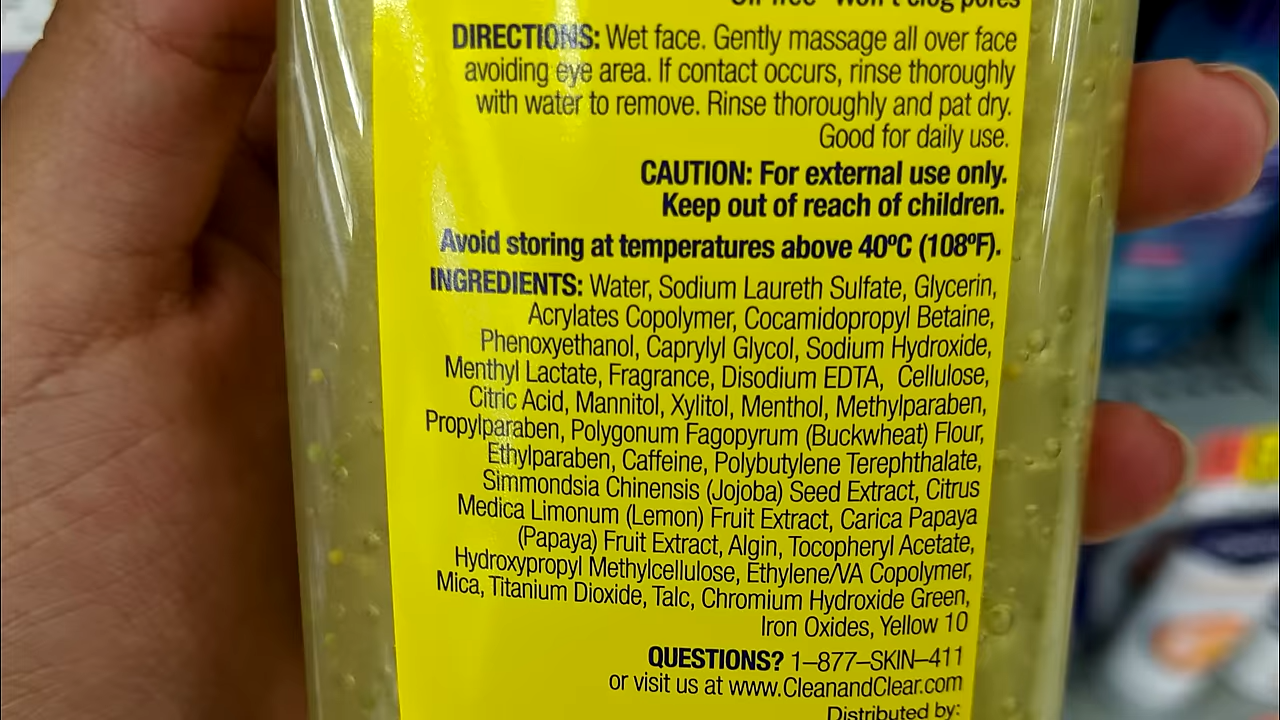 Oil-free Won't clog pores
DIRECTIONS: Wet face. Gently massage all over face
avoiding eye area. If contact occurs, rinse thoroughly
with water to remove. Rinse thoroughly and pat dry.
Good for daily use.
CAUTION: For external use only.
Keep out of reach of children.
Avoid storing at temperatures above 40ºC (108ºF).
INGREDIENTS: Water, Sodium Laureth Sulfate, Glycerin,
Acrylates Copolymer, Cocamidopropyl Betaine,
Phenoxyethanol, Caprylyl Glycol, Sodium Hydroxide,
Menthyl Lactate, Fragrance, Disodium EDTA, Cellulose,
Citric Acid, Mannitol, Xylitol, Menthol, Methylparaben,
Propylparaben, Polygonum Fagopyrum (Buckwheat) Flour,
Ethylparaben, Caffeine, Polybutylene Terephthalate,
Simmondsia Chinensis (Jojoba) Seed Extract, Citrus
Medica Limonum (Lemon) Fruit Extract, Carica Papaya
(Papaya) Fruit Extract, Algin, Tocopheryl Acetate,
Hydroxypropyl Methylcellulose, Ethylene/VA Copolymer,
Mica, Titanium Dioxide, Talc, Chromium Hydroxide Green,
Iron Oxides, Yellow 10
QUESTIONS? 1–877–SKIN–411
or visit us at www.CleanandClear.com
Distributed by: